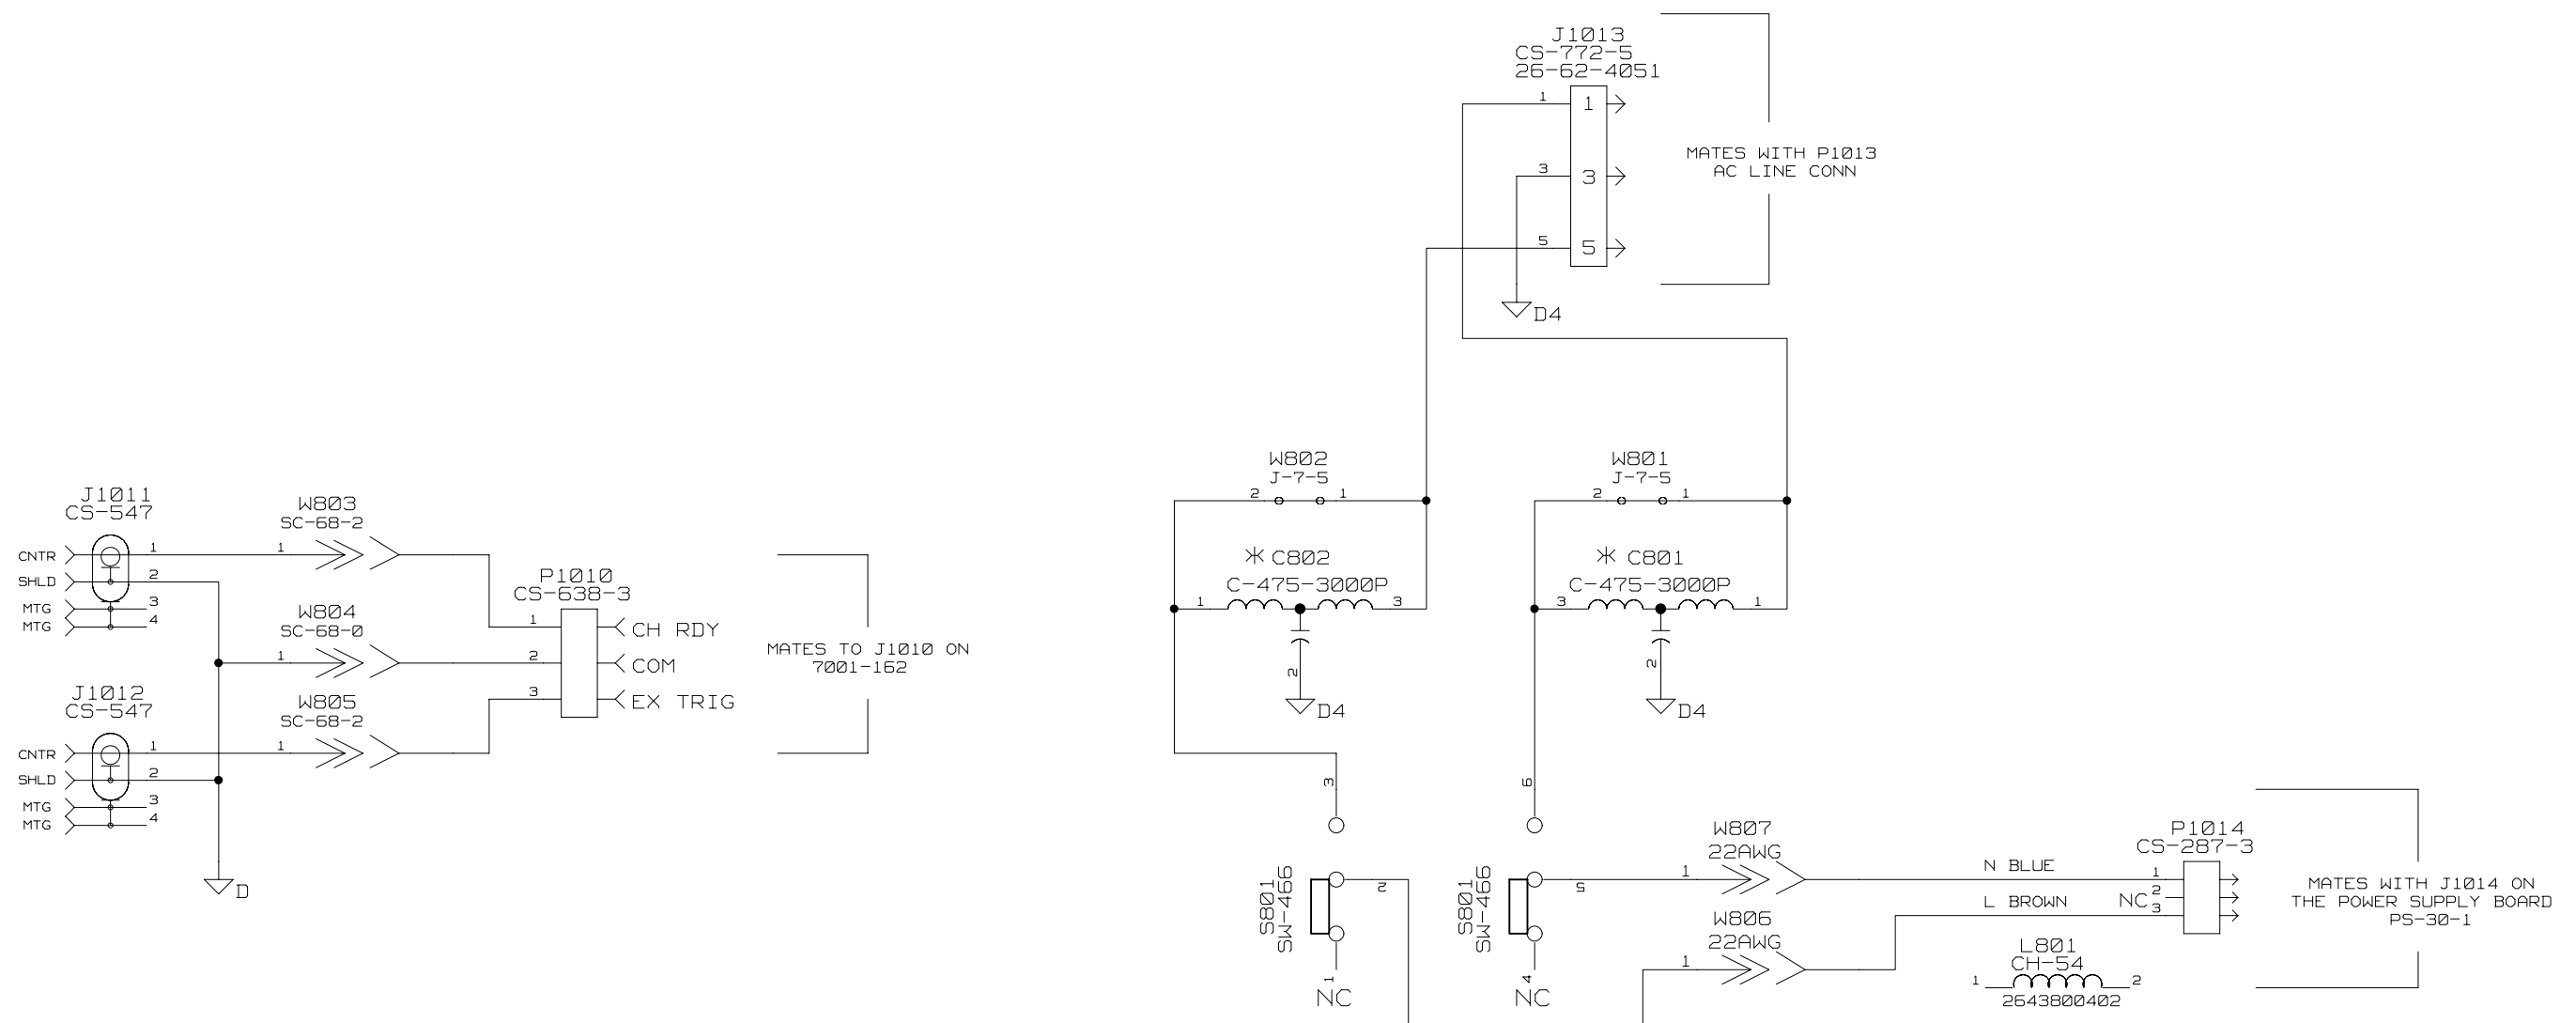 J1013
CS-772-5
26-62-4051
1
1
3
3
5
5
D4
MATES WITH P1013
AC LINE CONN
W802
J-7-5
2
1
W801
J-7-5
2
1
C802
C-475-3000P
1
3
2
D4
C801
C-475-3000P
3
1
2
D4
J1011
CS-547
CNTR
SHLD
MTG
MTG
1
2
3
4
W803
SC-68-2
1
W804
SC-68-0
1
W805
SC-68-2
1
P1010
CS-638-3
1
CH RDY
2
COM
3
EX TRIG
MATES TO J1010 ON
7001-162
J1012
CS-547
CNTR
SHLD
MTG
MTG
1
2
3
4
D
3
S801
SW-466
2
1
NC
6
S801
SW-466
5
4
NC
W807
22AWG
1
N BLUE
W806
22AWG
1
L BROWN
P1014
CS-287-3
1
NC 2
3
L801
CH-54
1
2
2643800402
MATES WITH J1014 ON
THE POWER SUPPLY BOARD
PS-30-1